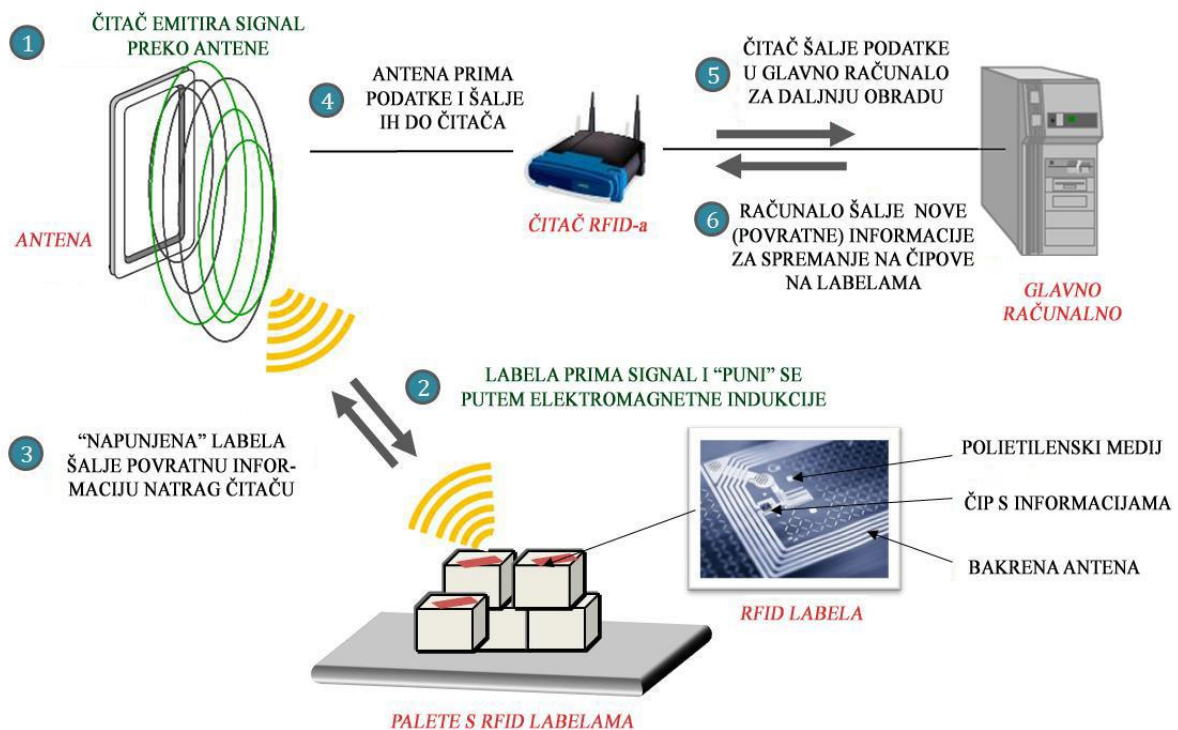 1
ČITAČ EMITIRA SIGNAL
PREKO ANTENE
ANTENA
4
ANTENA PRIMA
PODATKE I ŠALJE
IH DO ČITAČA
ČITAČ RFID-a
5
ČITAČ ŠALJE PODATKE
U GLAVNO RAČUNALO
ZA DALJNJU OBRADU
6
RAČUNALO ŠALJE NOVE
(POVRATNE) INFORMACIJE
ZA SPREMANJE NA ČIPOVE
NA LABELAMA
GLAVNO
RAČUNALNO
2
LABELA PRIMA SIGNAL I “PUNI” SE
PUTEM ELEKTROMAGNETNE INDUKCIJE
3
“NAPUNJENA” LABELA
ŠALJE POVRATNU INFOR-
MACIJU NATRAG ČITAČU
POLIETILENSKI MEDIJ
ČIP S INFORMACIJAMA
BAKRENA ANTENA
RFID LABELA
PALETE S RFID LABELAMA